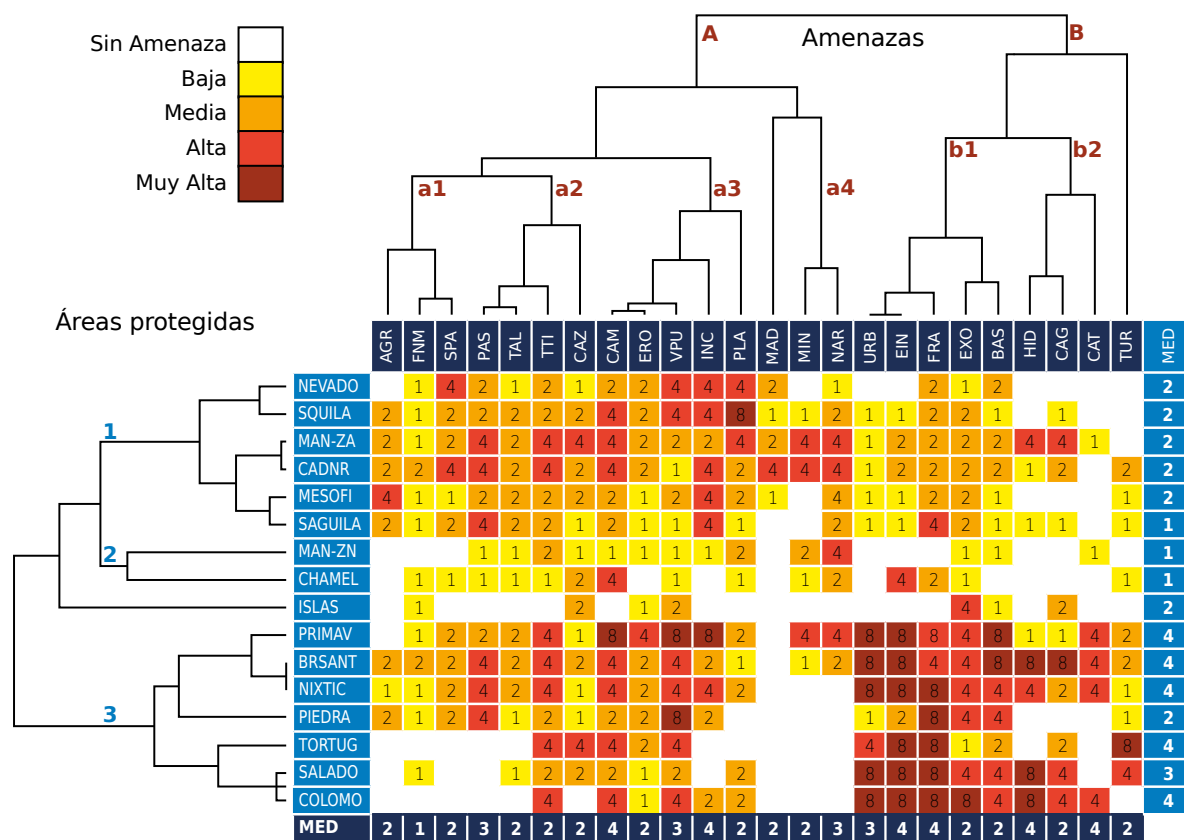 Sin Amenaza
Baja
Media
Alta
Muy Alta
A
B
Amenazas
b1
b2
a1
a2
a3
a4
Áreas protegidas
AGR FNM SPA PAS TAL TTI CAZ CAM ERO VPU INC PLA MAD MIN NAR URB EIN FRA EXO BAS HID CAG CAT TUR MED
NEVADO 1 4 2 1 2 1 2 2 4 4 4 2 1 2 1 2 2
SQUILA 2 1 2 2 2 2 2 4 2 4 4 8 1 1 2 1 1 2 2 1 1 2
1
MAN-ZA 2 1 2 4 2 4 4 4 2 2 2 4 2 4 4 1 2 2 2 2 4 4 1 2
CADNR 2 2 4 4 2 4 2 4 2 1 4 2 4 4 4 1 2 2 2 2 1 2 2 2
MESOFI 4 1 1 2 2 2 2 2 1 2 4 2 1 4 1 1 2 2 1 1 2
SAGUILA 2 1 2 4 2 2 1 2 1 1 4 1 2 1 1 4 2 1 1 1 1 1
2
MAN-ZN 1 1 2 1 1 1 1 1 2 2 4 1 1 1 1
CHAMEL 1 1 1 1 1 2 4 1 1 1 2 4 2 1 1 1
ISLAS 1 2 1 2 4 1 2 2
PRIMAV 1 2 2 2 4 1 8 4 8 8 2 4 4 8 8 8 4 8 1 1 4 2 4
BRSANT 2 2 2 4 2 4 2 4 2 4 2 1 1 2 8 8 4 4 8 8 8 4 2 4
NIXTIC 1 1 2 4 2 4 1 4 2 4 4 2 8 8 8 4 4 4 2 4 1 4
3
PIEDRA 2 1 2 4 1 2 1 2 2 8 2 1 2 8 4 4 1 2
TORTUG 4 4 4 2 4 4 8 8 1 2 2 8 4
SALADO 1 1 2 2 2 1 2 2 8 8 8 4 4 8 4 4 3
COLOMO 4 4 1 4 2 2 8 8 8 8 4 8 4 4 4
MED 2 1 2 3 2 2 2 4 2 3 4 2 2 2 3 3 4 4 2 2 4 2 4 2